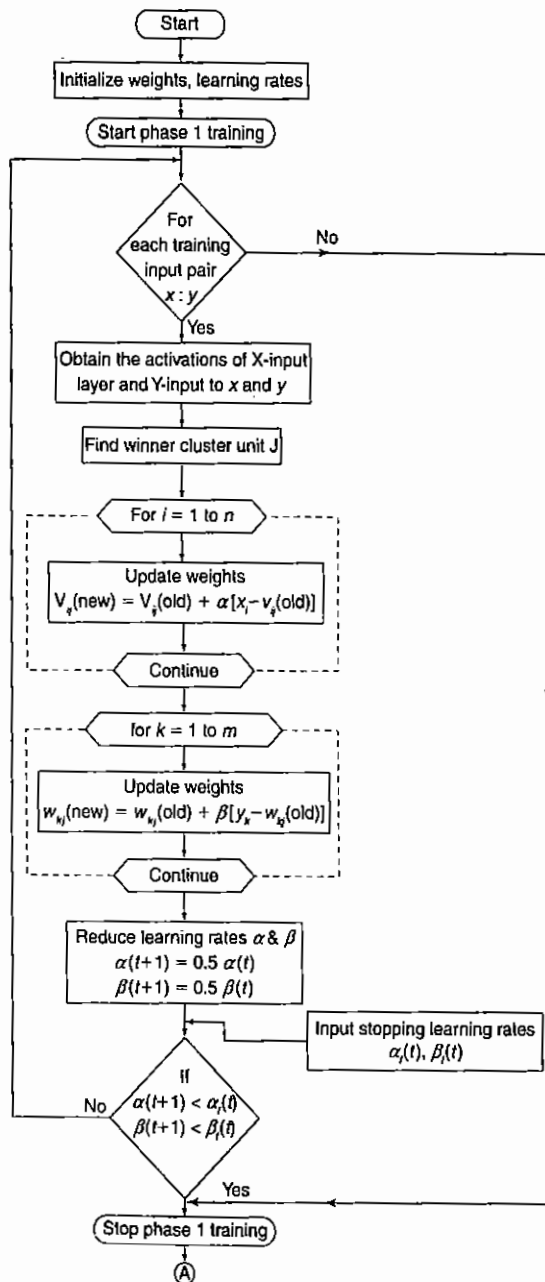 Start
Initialize weights, learning rates
Start phase 1 training
For
each training
input pair
x : y
No
Yes
Obtain the activations of X-input
layer and Y-input to x and y
Find winner cluster unit J
For i = 1 to n
Update weights
V_ij(new) = V_ij(old) + α[x_i – v_ij(old)]
Continue
for k = 1 to m
Update weights
w_kj(new) = w_kj(old) + β[y_k – w_kj(old)]
Continue
Reduce learning rates α & β
α(t+1) = 0.5 α(t)
β(t+1) = 0.5 β(t)
Input stopping learning rates
α_i(t), β_i(t)
If
α(t+1) < α_i(t)
β(t+1) < β_i(t)
No
Yes
Stop phase 1 training
A